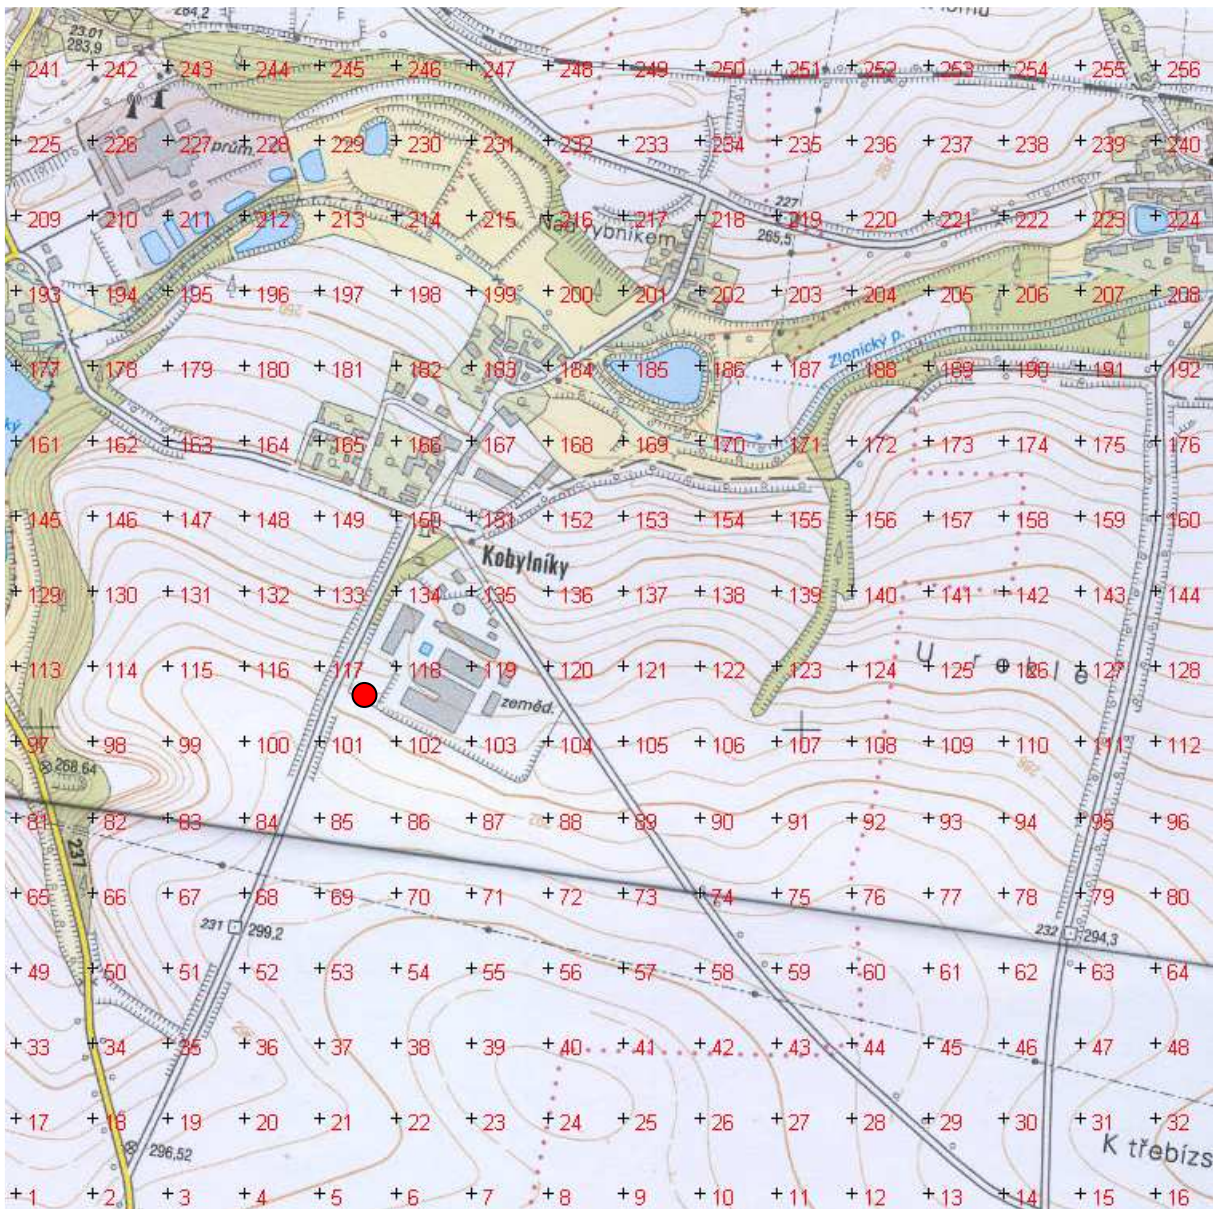 284,2
23.01
283,9
241 242 243 244 245 246 247 248 249 250 251 252 253 254 255 256
prům.
225 226 227 228 229 230 231 232 233 234 235 236 237 238 239 240
227
209 210 211 212 213 214 215 216 217 218 219 220 221 222 223 224
Nad rybníkem
265,5
193 194 195 196 197 198 199 200 201 202 203 204 205 206 207 208
260
Zlonický p.
177 178 179 180 181 182 183 184 185 186 187 188 189 190 191 192
ký
161 162 163 164 165 166 167 168 169 170 171 172 173 174 175 176
145 146 147 148 149 150 151 152 153 154 155 156 157 158 159 160
Kobylníky
129 130 131 132 133 134 135 136 137 138 139 140 141 142 143 144
U rokle
113 114 115 116 117 118 119 120 121 122 123 124 125 126 127 128
zeměd.
97 98 99 100 101 102 103 104 105 106 107 108 109 110 111 112
268,64
81 82 83 84 85 86 87 88 89 90 91 92 93 94 95 96
237
65 66 67 68 69 70 71 72 73 74 75 76 77 78 79 80
231 299,2
232 294,3
49 50 51 52 53 54 55 56 57 58 59 60 61 62 63 64
33 34 35 36 37 38 39 40 41 42 43 44 45 46 47 48
17 18 19 20 21 22 23 24 25 26 27 28 29 30 31 32
296,52
K třebízs
1 2 3 4 5 6 7 8 9 10 11 12 13 14 15 16